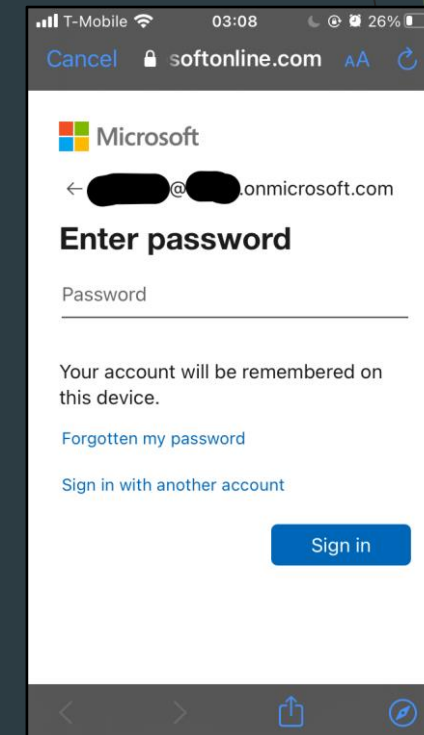 T-Mobile 03:08 26%
Cancel softonline.com AA
Microsoft
@ .onmicrosoft.com
Enter password
Password
Your account will be remembered on
this device.
Forgotten my password
Sign in with another account
Sign in